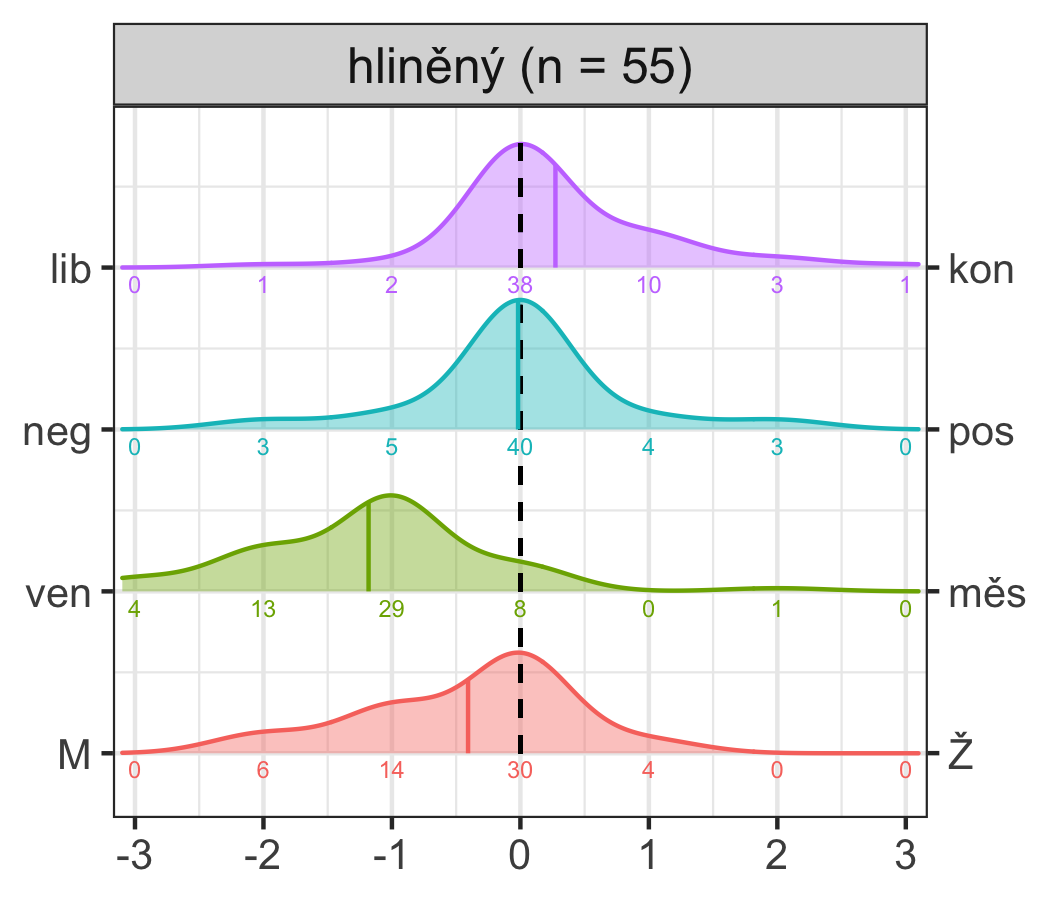 hliněný (n = 55)
lib kon
0 1 2 38 10 3 1
neg pos
0 3 5 40 4 3 0
ven měs
4 13 29 8 0 1 0
M Ž
0 6 14 30 4 0 0
-3 -2 -1 0 1 2 3